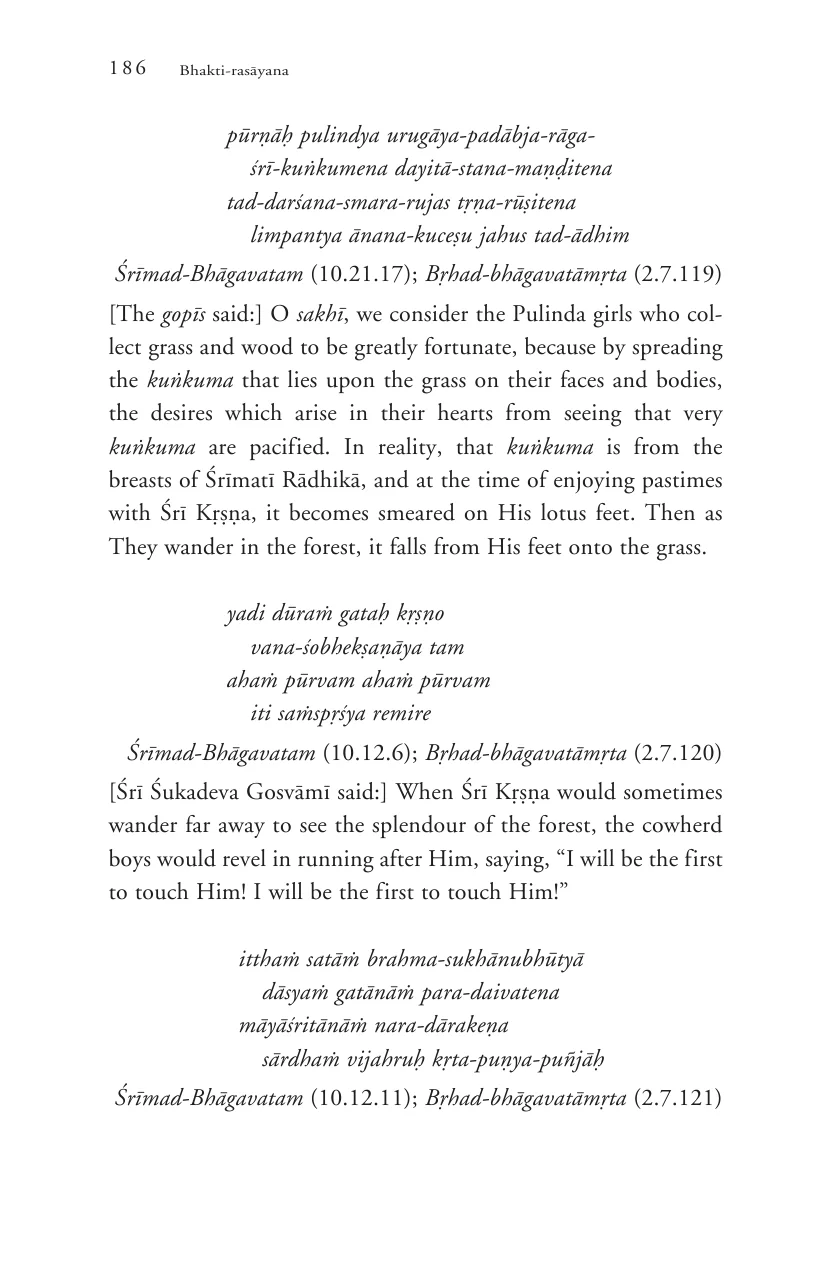 186 Bhakti-rasāyana
pūrṇāḥ pulindya urugāya-padābja-rāga-
śrī-kuṅkumena dayitā-stana-maṇḍitena
tad-darśana-smara-rujas tṛṇa-rūṣitena
limpantya ānana-kuceṣu jahus tad-ādhim
Śrīmad-Bhāgavatam (10.21.17); Bṛhad-bhāgavatāmṛta (2.7.119)
[The gopīs said:] O sakhī, we consider the Pulinda girls who col-
lect grass and wood to be greatly fortunate, because by spreading
the kuṅkuma that lies upon the grass on their faces and bodies,
the desires which arise in their hearts from seeing that very
kuṅkuma are pacified. In reality, that kuṅkuma is from the
breasts of Śrīmatī Rādhikā, and at the time of enjoying pastimes
with Śrī Kṛṣṇa, it becomes smeared on His lotus feet. Then as
They wander in the forest, it falls from His feet onto the grass.
yadi dūraṁ gataḥ kṛṣṇo
vana-śobhekṣaṇāya tam
ahaṁ pūrvam ahaṁ pūrvam
iti saṁspṛśya remire
Śrīmad-Bhāgavatam (10.12.6); Bṛhad-bhāgavatāmṛta (2.7.120)
[Śrī Śukadeva Gosvāmī said:] When Śrī Kṛṣṇa would sometimes
wander far away to see the splendour of the forest, the cowherd
boys would revel in running after Him, saying, “I will be the first
to touch Him! I will be the first to touch Him!”
itthaṁ satāṁ brahma-sukhānubhūtyā
dāsyaṁ gatānāṁ para-daivatena
māyāśritānāṁ nara-dārakeṇa
sārdhaṁ vijahruḥ kṛta-puṇya-puñjāḥ
Śrīmad-Bhāgavatam (10.12.11); Bṛhad-bhāgavatāmṛta (2.7.121)